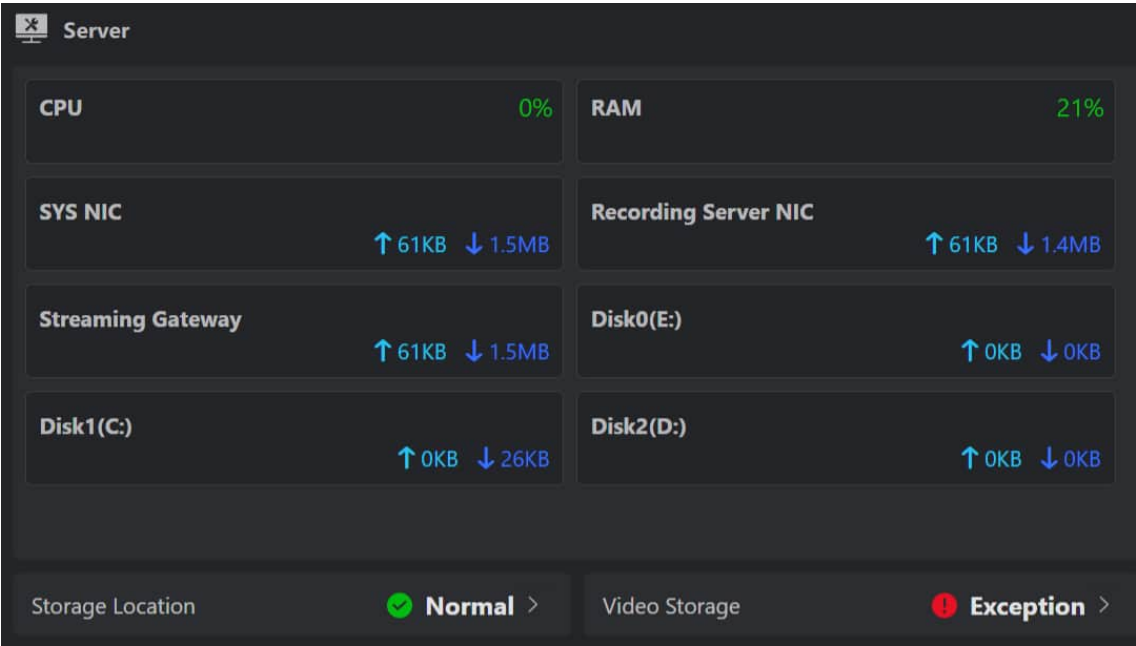 Server
CPU 0% RAM 21%
SYS NIC Recording Server NIC
↑ 61KB ↓ 1.5MB ↑ 61KB ↓ 1.4MB
Streaming Gateway Disk0(E:)
↑ 61KB ↓ 1.5MB ↑ 0KB ↓ 0KB
Disk1(C:) Disk2(D:)
↑ 0KB ↓ 26KB ↑ 0KB ↓ 0KB
Storage Location Normal > Video Storage Exception >